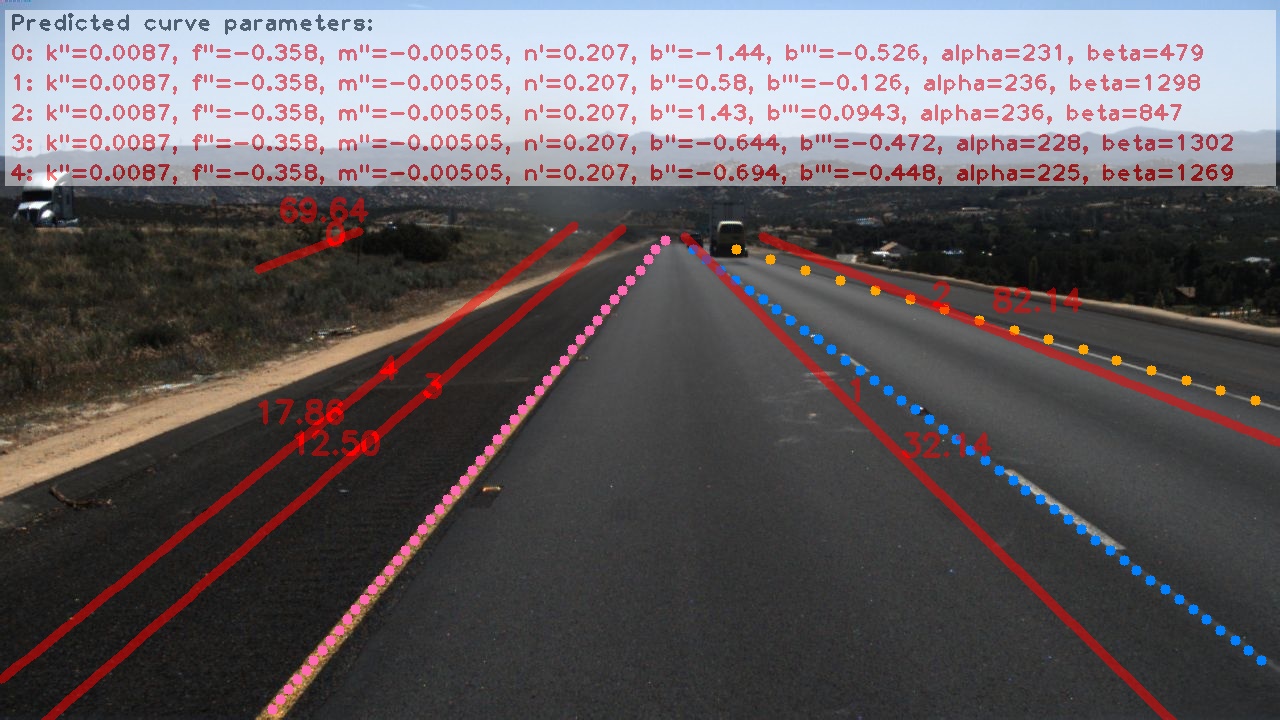 Predicted curve parameters:
0: k''=0.0087, f''=−0.358, m''=−0.00505, n'=0.207, b''=−1.44, b'''=−0.526, alpha=231, beta=479
1: k''=0.0087, f''=−0.358, m''=−0.00505, n'=0.207, b''=0.58, b'''=−0.126, alpha=236, beta=1298
2: k''=0.0087, f''=−0.358, m''=−0.00505, n'=0.207, b''=1.43, b'''=0.0943, alpha=236, beta=847
3: k''=0.0087, f''=−0.358, m''=−0.00505, n'=0.207, b''=−0.644, b'''=−0.472, alpha=228, beta=1302
4: k''=0.0087, f''=−0.358, m''=−0.00505, n'=0.207, b''=−0.694, b'''=−0.448, alpha=225, beta=1269
69.64
0
2 82.14
4
3
1
17.86
12.50
32.14